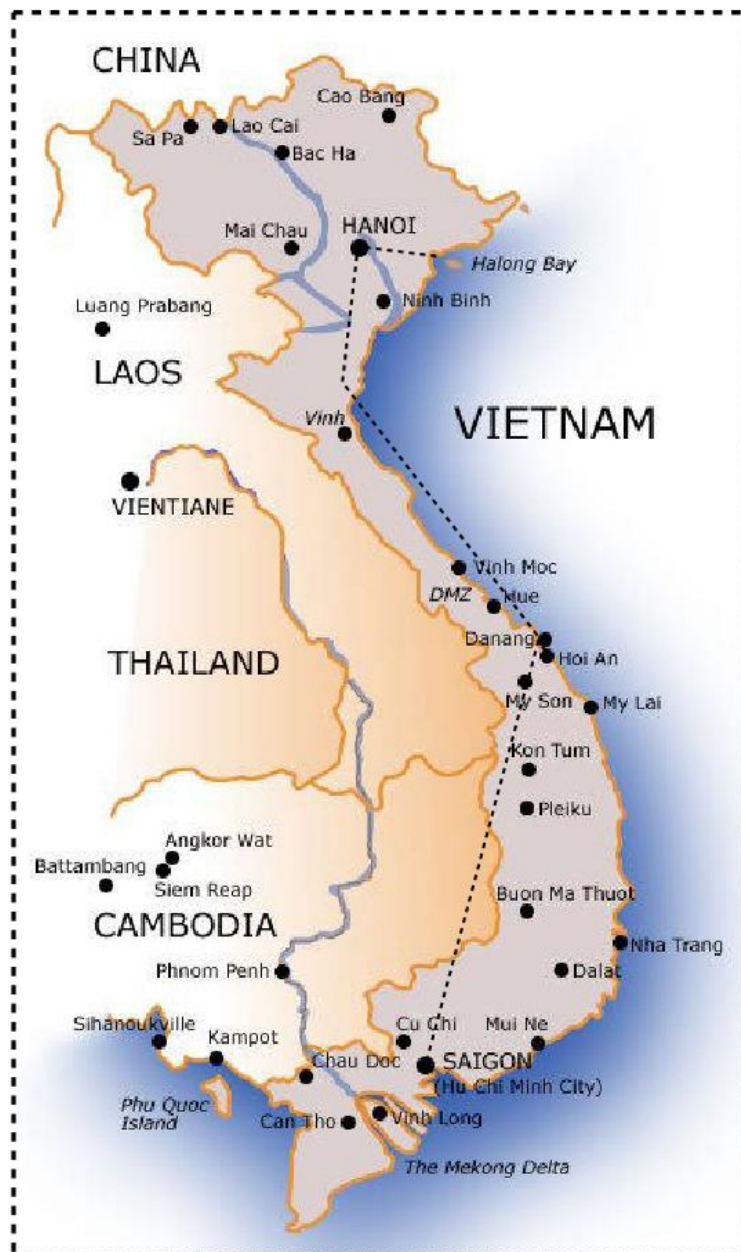 CHINA
Cao Bang
Sa Pa
Lao Cai
Bac Ha
HANOI
Mai Chau
Halong Bay
Ninh Binh
Luang Prabang
LAOS
VIETNAM
Vinh
VIENTIANE
Vinh Moc
DMZ
Hue
Danang
Hoi An
THAILAND
My Son
My Lai
Kon Tum
Pleiku
Angkor Wat
Battambang
Siem Reap
Buon Ma Thuot
CAMBODIA
Nha Trang
Phnom Penh
Dalat
Sihanoukville
Cu Chi
Mui Ne
Kampot
Chau Doc
SAIGON
(Hu Chi Minh City)
Phu Quoc
Island
Can Tho
Vinh Long
The Mekong Delta